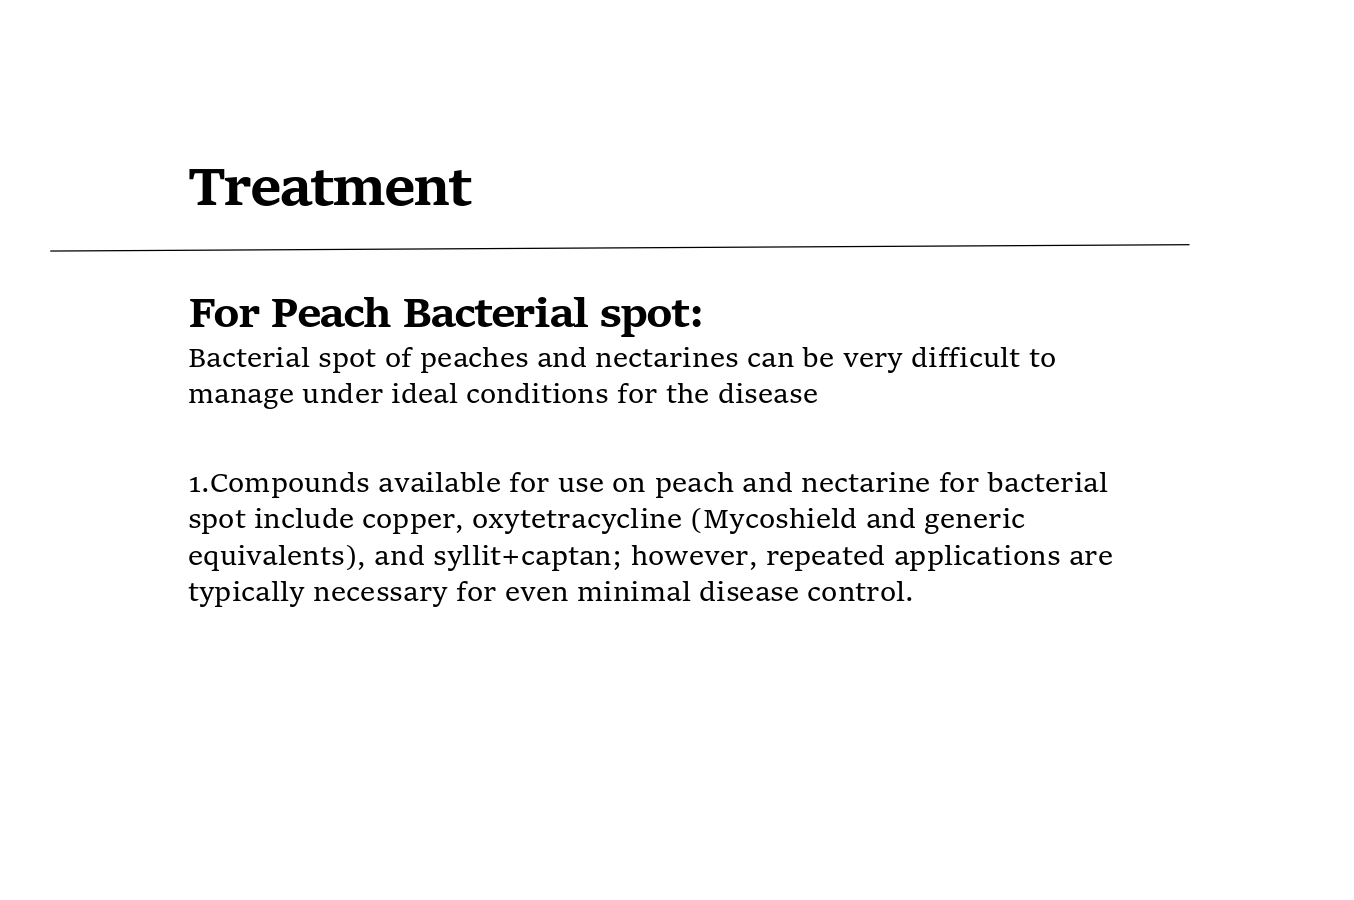 Treatment
For Peach Bacterial spot:
Bacterial spot of peaches and nectarines can be very difficult to
manage under ideal conditions for the disease
1.Compounds available for use on peach and nectarine for bacterial
spot include copper, oxytetracycline (Mycoshield and generic
equivalents), and syllit+captan; however, repeated applications are
typically necessary for even minimal disease control.